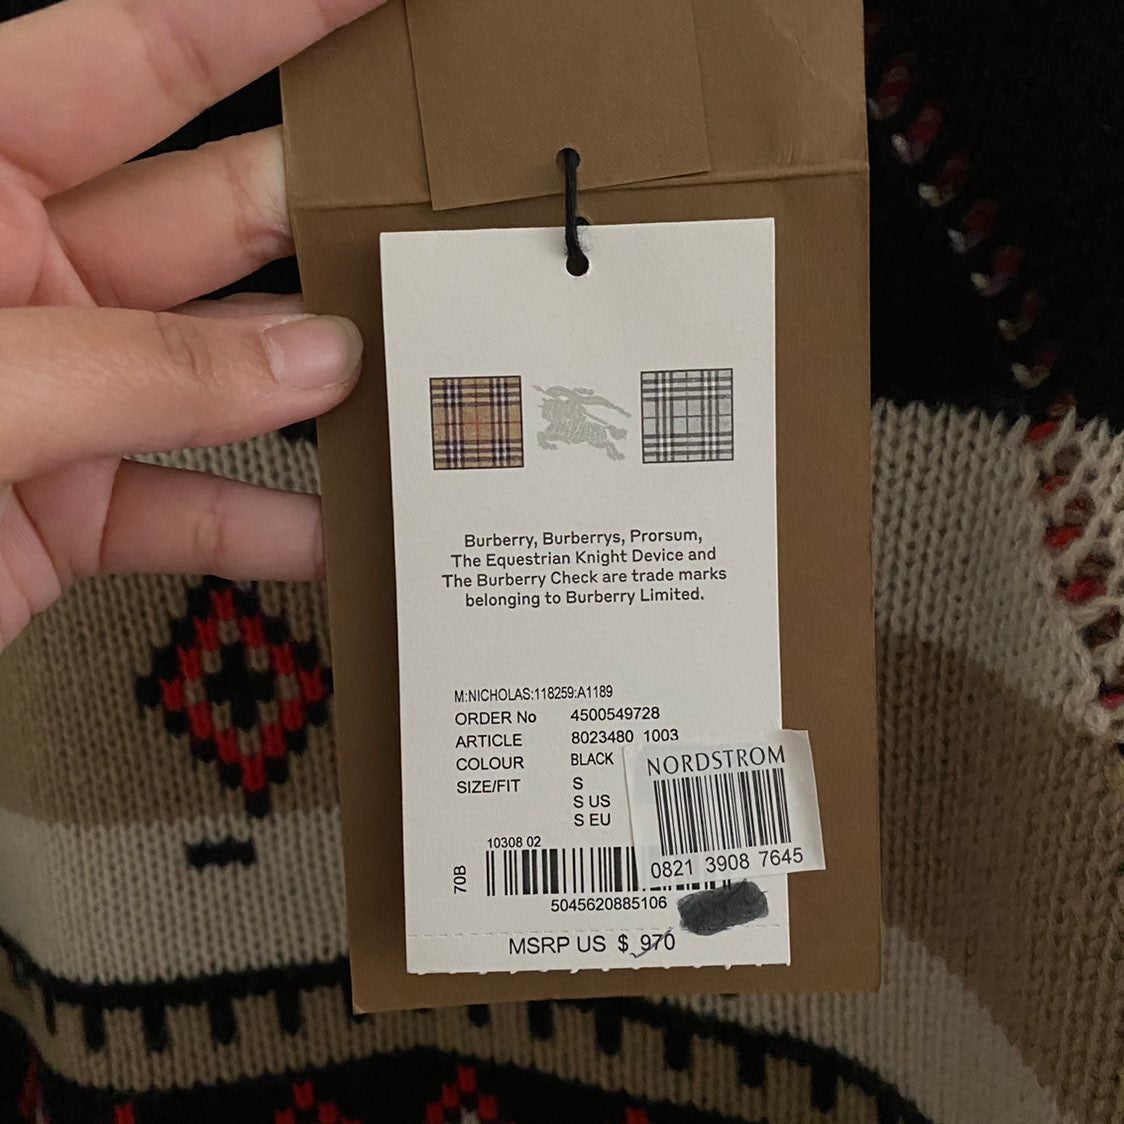 Burberry, Burberrys, Prorsum,
The Equestrian Knight Device and
The Burberry Check are trade marks
belonging to Burberry Limited.
M:NICHOLAS:118259:A1189
ORDER No 4500549728
ARTICLE 8023480 1003
COLOUR BLACK
SIZE/FIT S
S US
S EU
NORDSTROM
0821 3908 7645
10308 02
70B
5045620885106
MSRP US $ 970